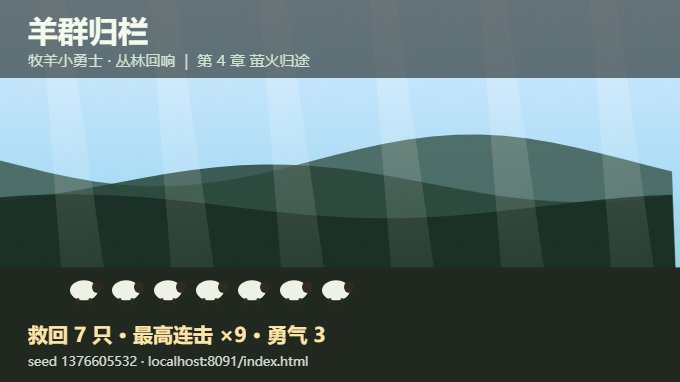 羊群归栏
牧羊小勇士 · 丛林回响 ｜ 第 4 章 萤火归途
救回 7 只 • 最高连击 ×9 • 勇气 3
seed 1376605532 · localhost:8091/index.html